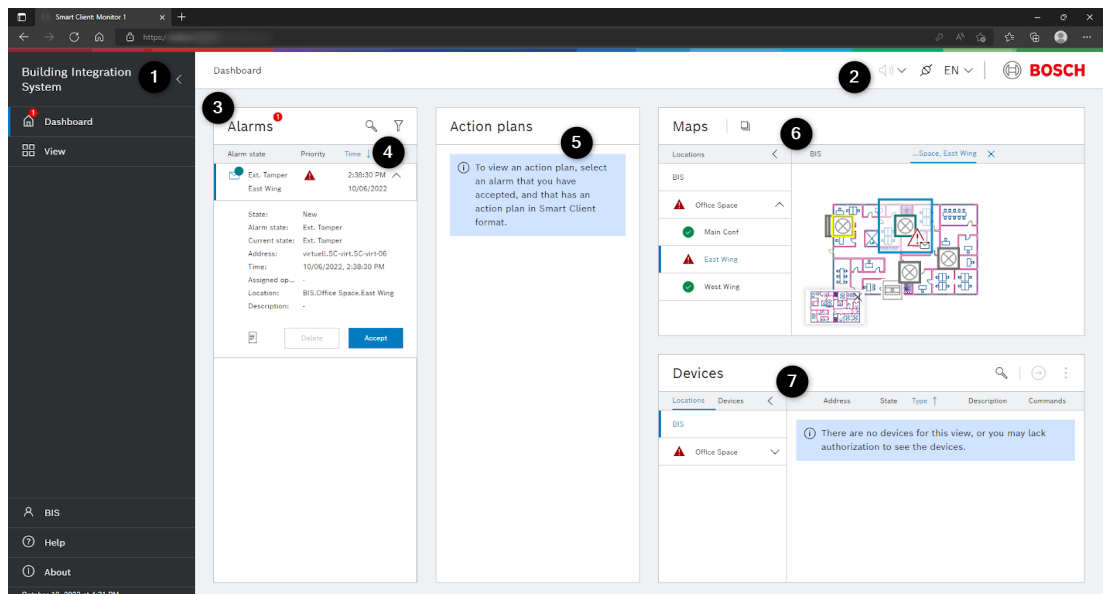 Smart Client: Monitor 1
https:/
Building Integration
System
1
Dashboard
2
EN
BOSCH
1
Dashboard
View
3
Alarms
1
Alarm state Priority Time ↓
4
Ext. Tamper 2:38:30 PM
East Wing 10/06/2022
State: New
Alarm state: Ext. Tamper
Current state: Ext. Tamper
Address: virtuell.SC-virt.SC-virt-06
Time: 10/06/2022, 2:38:30 PM
Assigned op... -
Location: BIS.Office Space.East Wing
Description: -
Delete Accept
Action plans
5
To view an action plan, select
an alarm that you have
accepted, and that has an
action plan in Smart Client
format.
Maps
6
Locations
BIS ...Space, East Wing
BIS
Office Space
Main Conf
East Wing
West Wing
Devices
7
Locations Devices
Address State Type ↑ Description Commands
BIS
Office Space
There are no devices for this view, or you may lack
authorization to see the devices.
BIS
Help
About